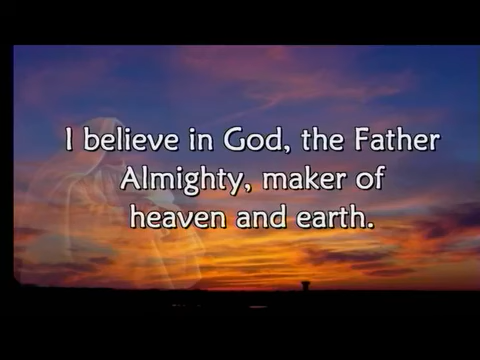 I believe in God, the Father
Almighty, maker of
heaven and earth.